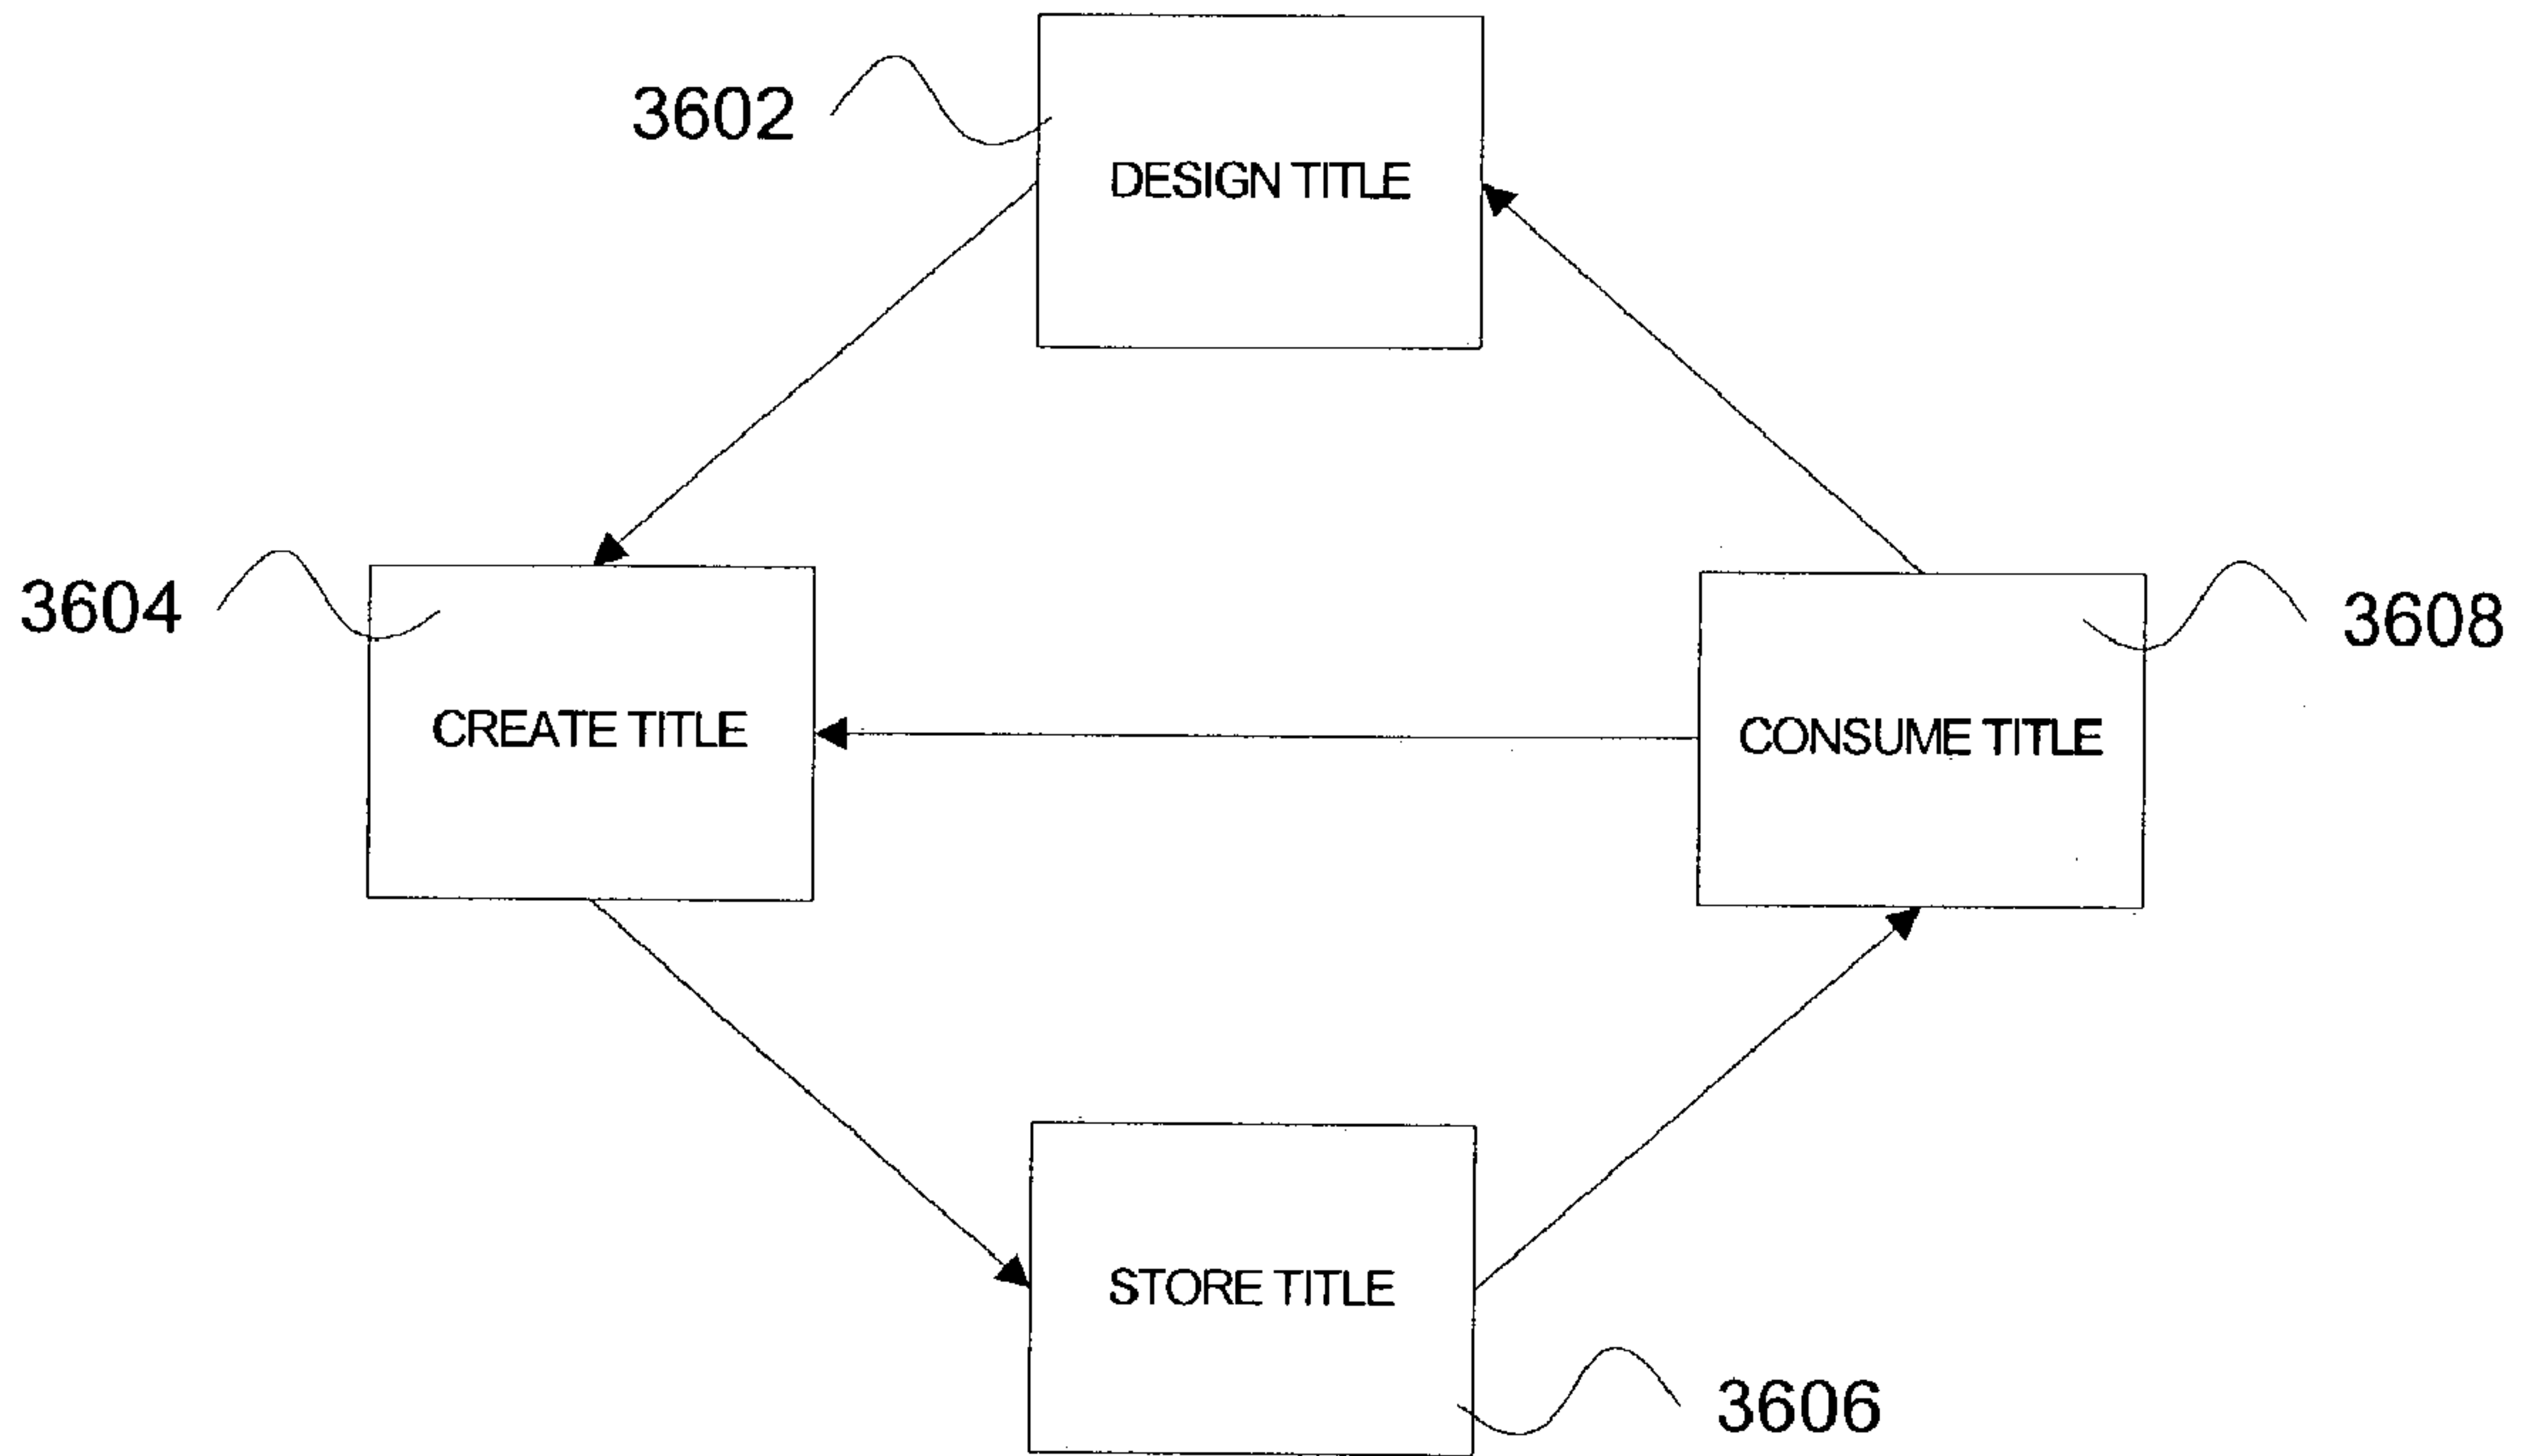 3602
DESIGN TITLE
3604
CREATE TITLE
3608
CONSUME TITLE
STORE TITLE
3606